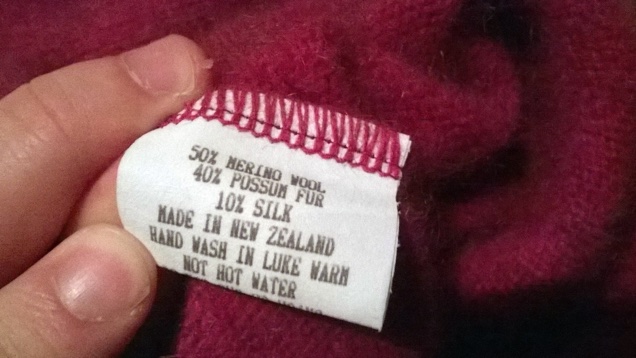 50% MERINO WOOL
40% POSSUM FUR
10% SILK
MADE IN NEW ZEALAND
HAND WASH IN LUKE WARM
NOT HOT WATER